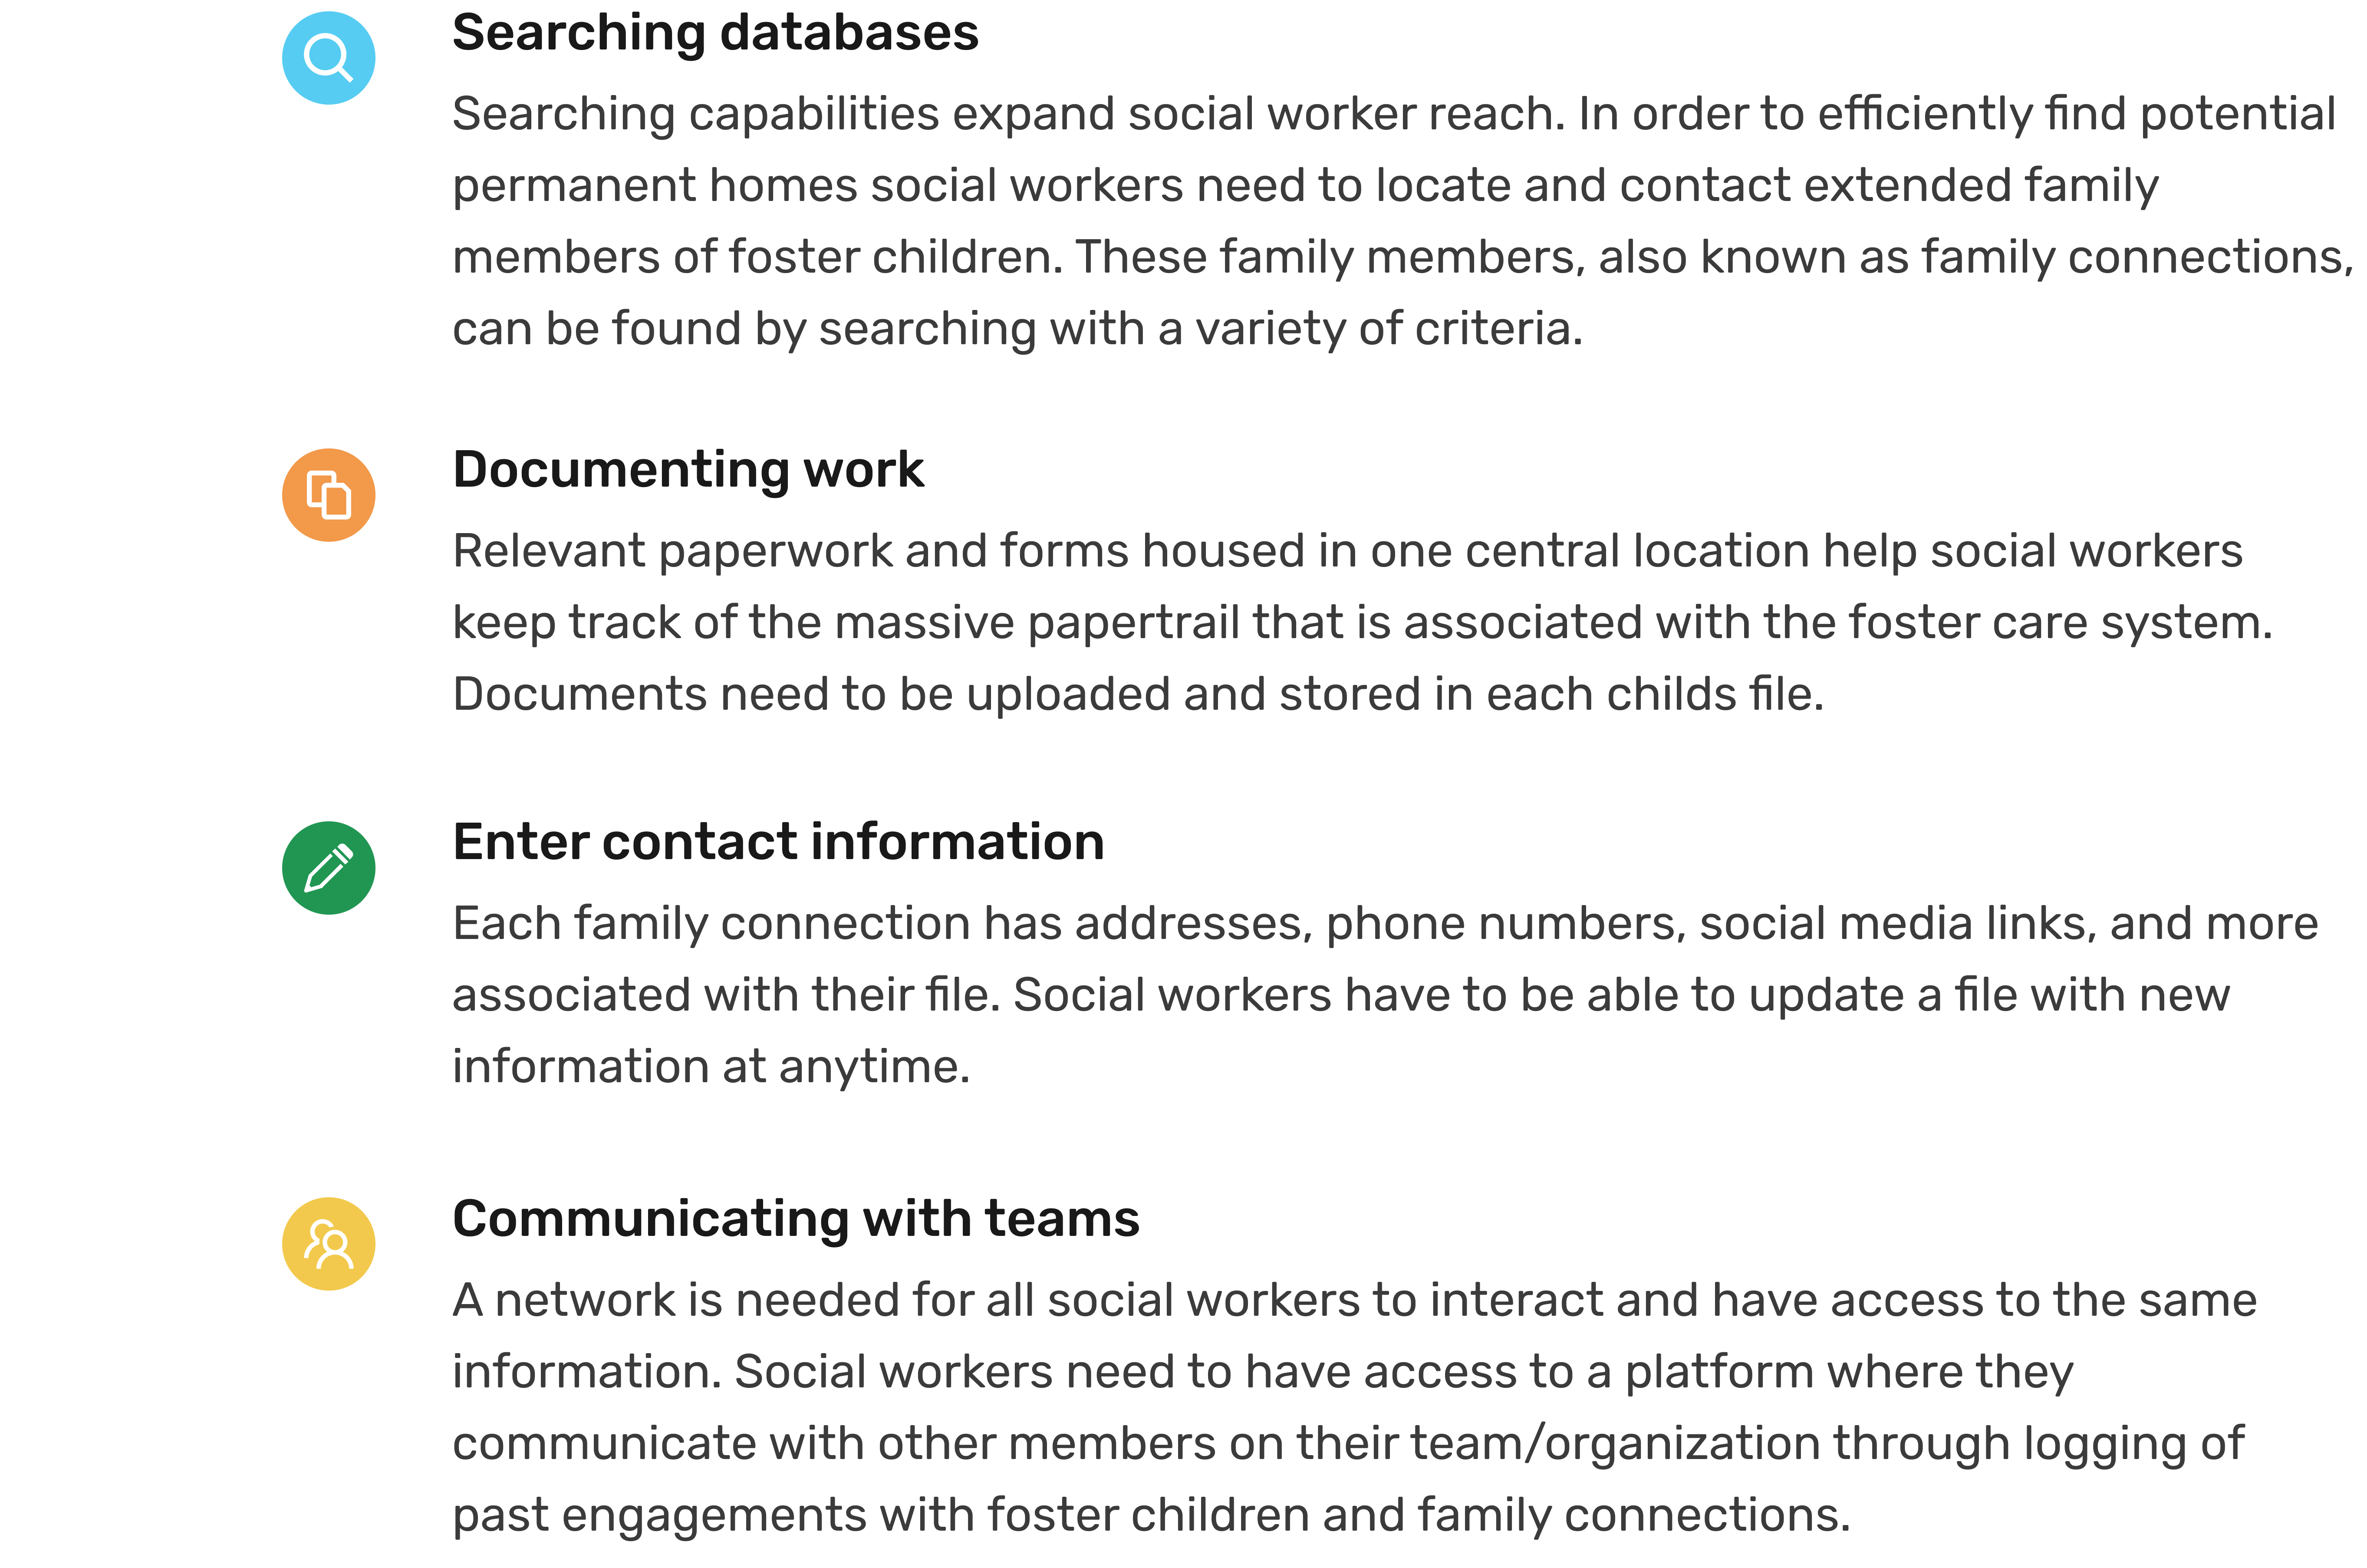 Searching databases
Searching capabilities expand social worker reach. In order to efficiently find potential
permanent homes social workers need to locate and contact extended family
members of foster children. These family members, also known as family connections,
can be found by searching with a variety of criteria.
Documenting work
Relevant paperwork and forms housed in one central location help social workers
keep track of the massive papertrail that is associated with the foster care system.
Documents need to be uploaded and stored in each childs file.
Enter contact information
Each family connection has addresses, phone numbers, social media links, and more
associated with their file. Social workers have to be able to update a file with new
information at anytime.
Communicating with teams
A network is needed for all social workers to interact and have access to the same
information. Social workers need to have access to a platform where they
communicate with other members on their team/organization through logging of
past engagements with foster children and family connections.